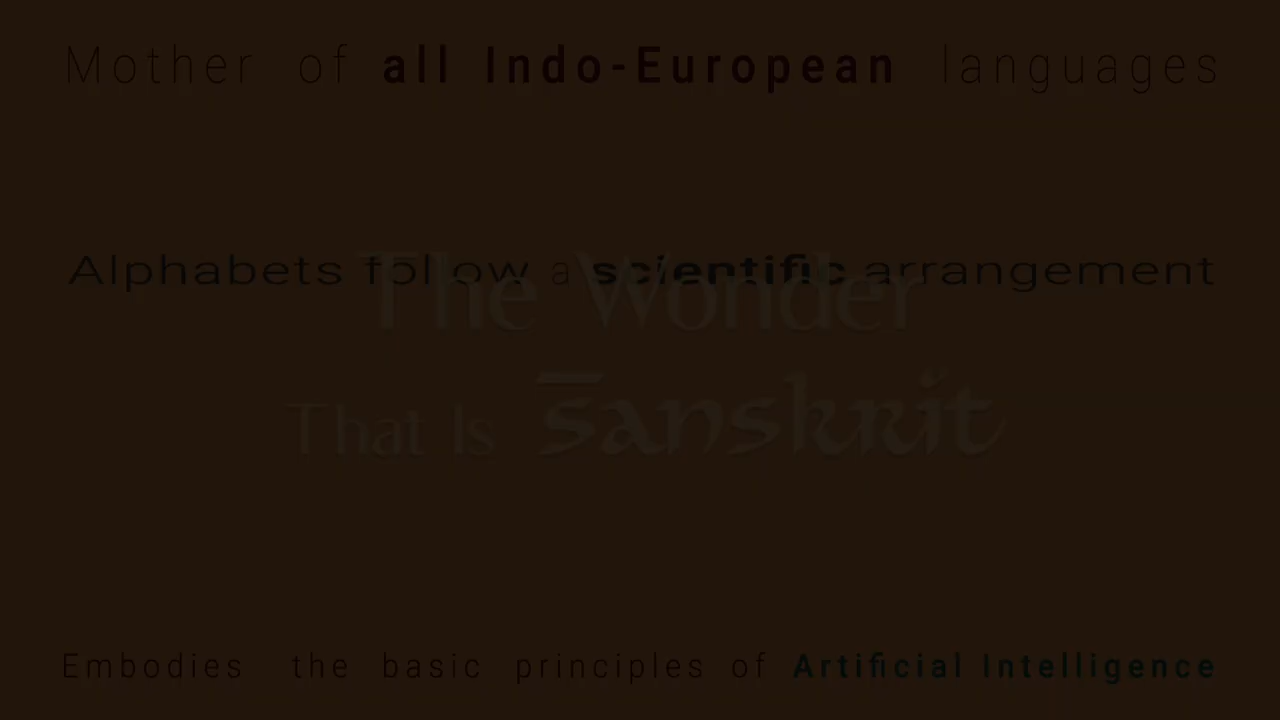 Mother of all Indo-European languages
Alphabets follow a scientific arrangement
The Wonder
That Is Sanskrit
Embodies the basic principles of Artificial Intelligence